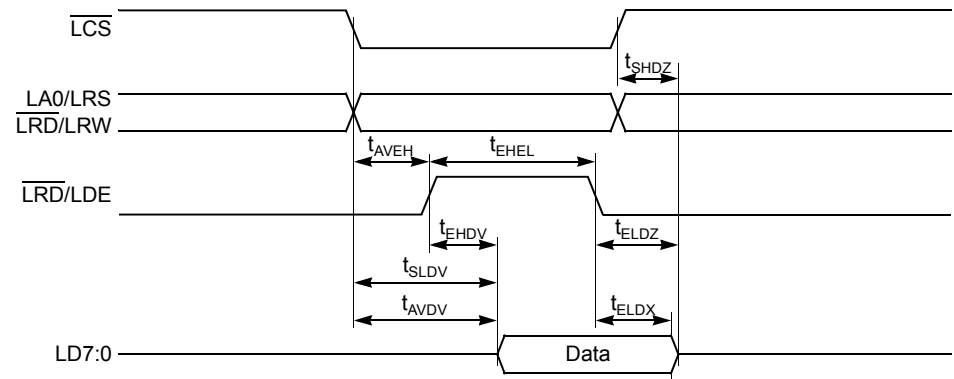 LCS
tSHDZ
LA0/LRS
LRD/LRW
tAVEH
tEHEL
LRD/LDE
tEHDV
tELDZ
tSLDV
tAVDV
tELDX
LD7:0
Data